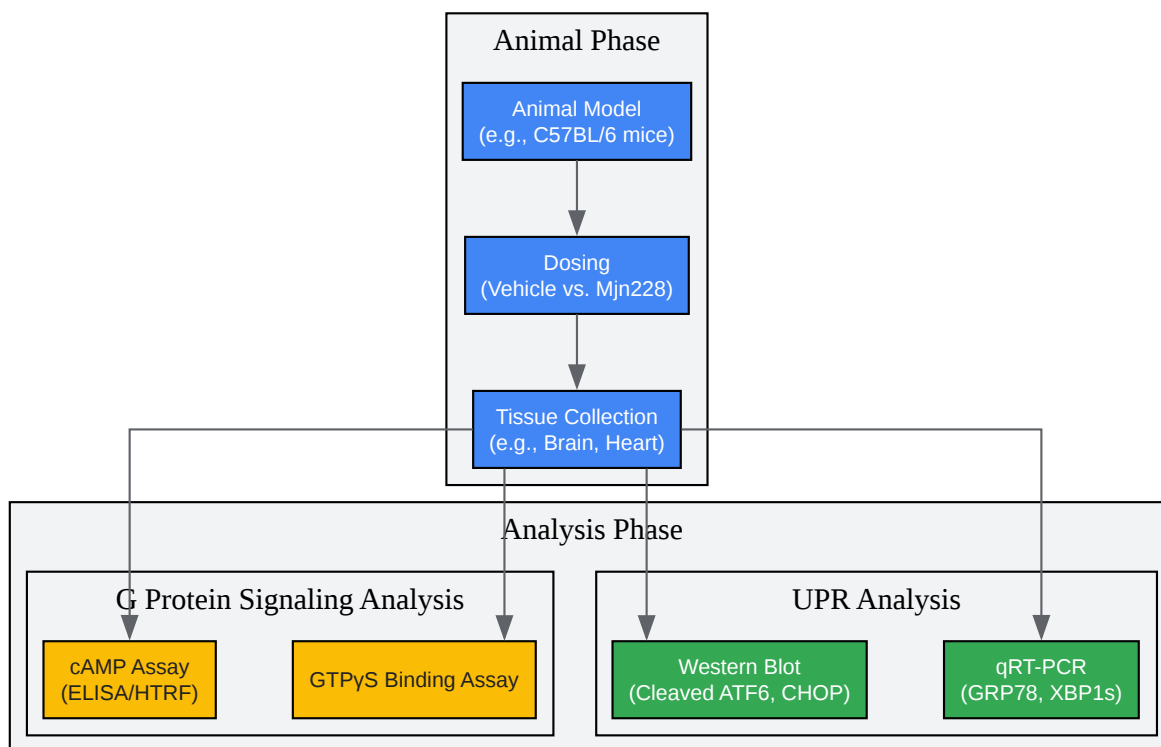 Animal Phase
Animal Model
(e.g., C57BL/6 mice)
Dosing
(Vehicle vs. Mjn228)
Tissue Collection
(e.g., Brain, Heart)
Analysis Phase
G Protein Signaling Analysis
UPR Analysis
cAMP Assay
(ELISA/HTRF)
GTPγS Binding Assay
Western Blot
(Cleaved ATF6, CHOP)
qRT-PCR
(GRP78, XBP1s)